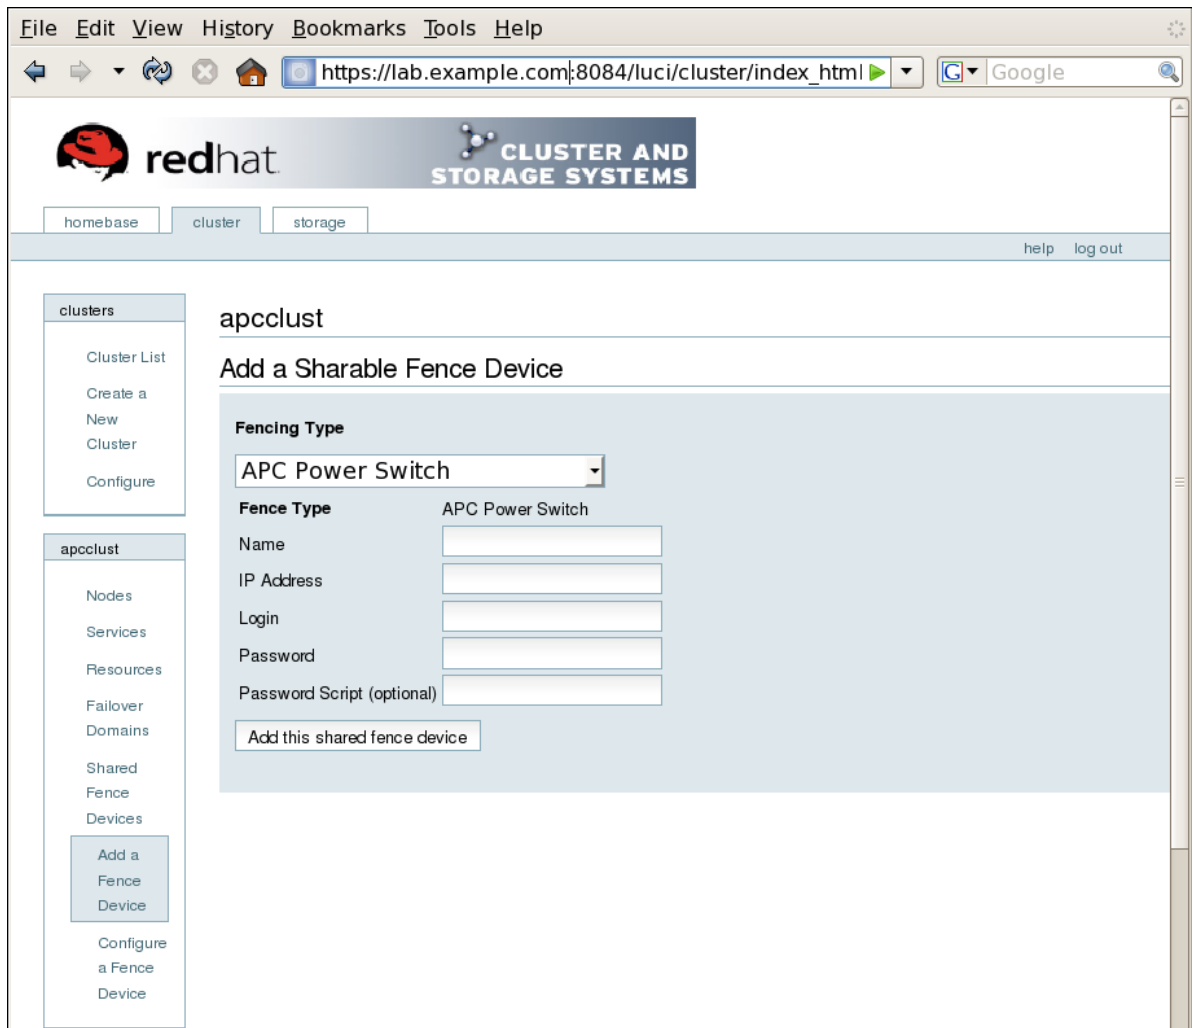 File Edit View History Bookmarks Tools Help
https://lab.example.com:8084/luci/cluster/index_html
G Google
redhat. CLUSTER AND
STORAGE SYSTEMS
homebase cluster storage
help log out
clusters
Cluster List
Create a
New
Cluster
Configure
apcclust
Nodes
Services
Resources
Failover
Domains
Shared
Fence
Devices
Add a
Fence
Device
Configure
a Fence
Device
apcclust
Add a Sharable Fence Device
Fencing Type
APC Power Switch
Fence Type APC Power Switch
Name
IP Address
Login
Password
Password Script (optional)
Add this shared fence device